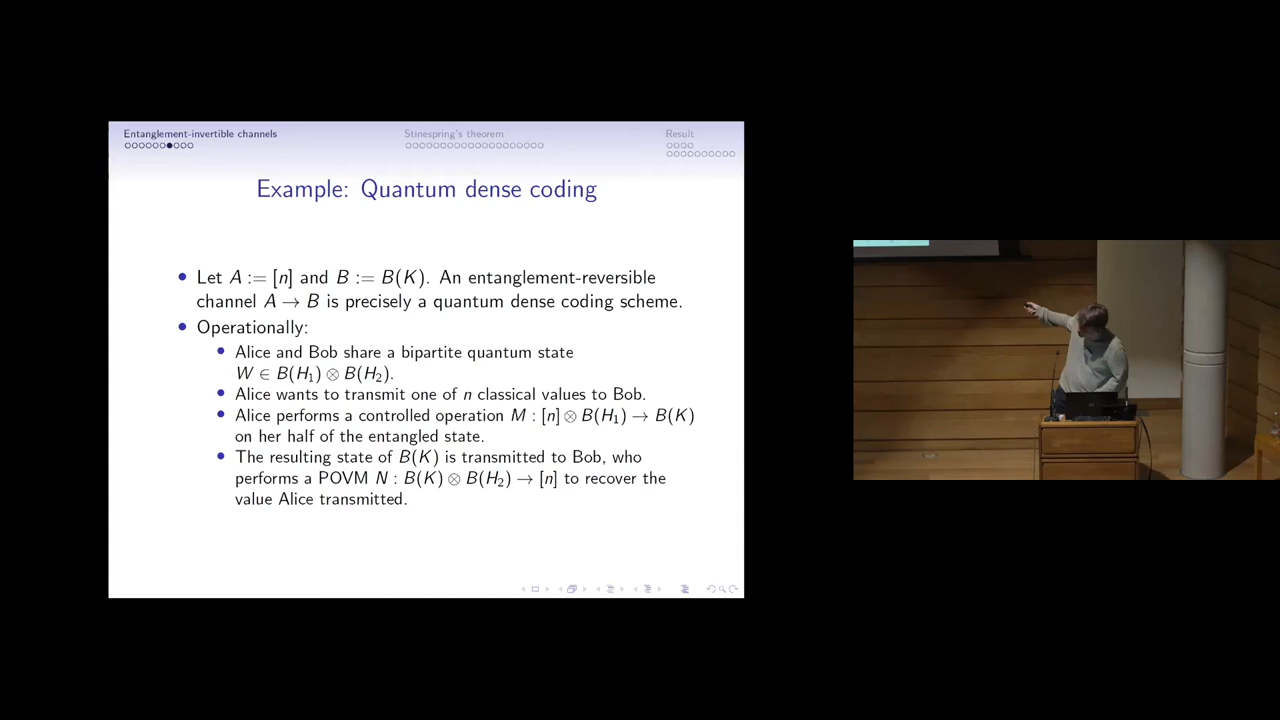 Entanglement-invertible channels
Stinespring's theorem
Result
Example: Quantum dense coding
• Let A := [n] and B := B(K). An entanglement-reversible
channel A → B is precisely a quantum dense coding scheme.
• Operationally:
• Alice and Bob share a bipartite quantum state
W ∈ B(H₁) ⊗ B(H₂).
• Alice wants to transmit one of n classical values to Bob.
• Alice performs a controlled operation M : [n] ⊗ B(H₁) → B(K)
on her half of the entangled state.
• The resulting state of B(K) is transmitted to Bob, who
performs a POVM N : B(K) ⊗ B(H₂) → [n] to recover the
value Alice transmitted.